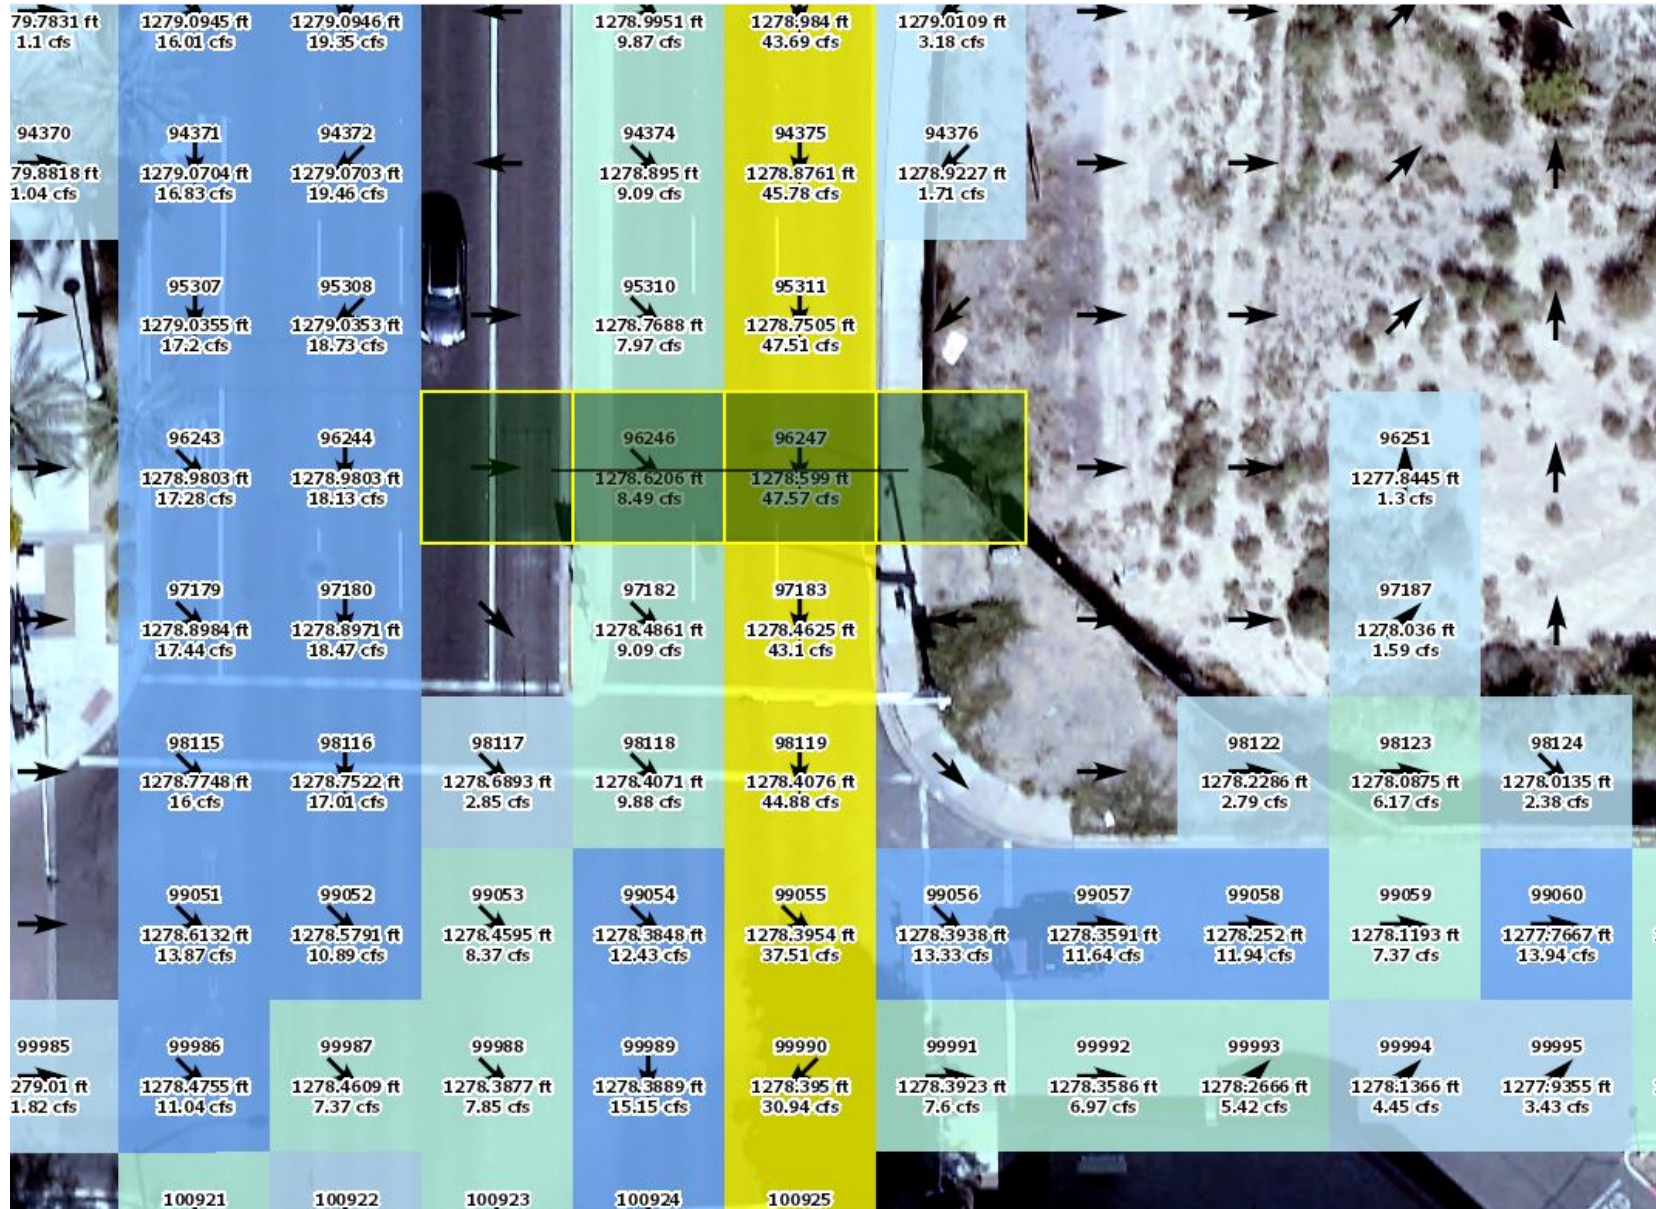 79.7831 ft 1279.0945 ft 1279.0946 ft 1278.9951 ft 1278.984 ft 1279.0109 ft
1.1 cfs 16.01 cfs 19.35 cfs 9.87 cfs 43.69 cfs 3.18 cfs
94370 94371 94372 94374 94375 94376
79.8818 ft 1279.0704 ft 1279.0703 ft 1278.895 ft 1278.8761 ft 1278.9227 ft
1.04 cfs 16.83 cfs 19.46 cfs 9.09 cfs 45.78 cfs 1.71 cfs
95307 95308 95310 95311
1279.0355 ft 1279.0353 ft 1278.7688 ft 1278.7505 ft
17.2 cfs 18.73 cfs 7.97 cfs 47.51 cfs
96243 96244 96246 96247 96251
1278.9803 ft 1278.9803 ft 1278.6206 ft 1278.599 ft 1277.8445 ft
17.28 cfs 18.13 cfs 8.49 cfs 47.57 cfs 1.3 cfs
97179 97180 97182 97183 97187
1278.8984 ft 1278.8971 ft 1278.4861 ft 1278.4625 ft 1278.036 ft
17.44 cfs 18.47 cfs 9.09 cfs 43.1 cfs 1.59 cfs
98115 98116 98117 98118 98119 98122 98123 98124
1278.7748 ft 1278.7522 ft 1278.6893 ft 1278.4071 ft 1278.4076 ft 1278.2286 ft 1278.0875 ft 1278.0135 ft
16 cfs 17.01 cfs 2.85 cfs 9.88 cfs 44.88 cfs 2.79 cfs 6.17 cfs 2.38 cfs
99051 99052 99053 99054 99055 99056 99057 99058 99059 99060
1278.6132 ft 1278.5791 ft 1278.4595 ft 1278.3848 ft 1278.3954 ft 1278.3938 ft 1278.3591 ft 1278.252 ft 1278.1193 ft 1277.7667 ft
13.87 cfs 10.89 cfs 8.37 cfs 12.43 cfs 37.51 cfs 13.33 cfs 11.64 cfs 11.94 cfs 7.37 cfs 13.94 cfs
99985 99986 99987 99988 99989 99990 99991 99992 99993 99994 99995
279.01 ft 1278.4755 ft 1278.4609 ft 1278.3877 ft 1278.3889 ft 1278.395 ft 1278.3923 ft 1278.3586 ft 1278.2666 ft 1278.1366 ft 1277.9355 ft
1.82 cfs 11.04 cfs 7.37 cfs 7.85 cfs 15.15 cfs 30.94 cfs 7.6 cfs 6.97 cfs 5.42 cfs 4.45 cfs 3.43 cfs
100921 100922 100923 100924 100925